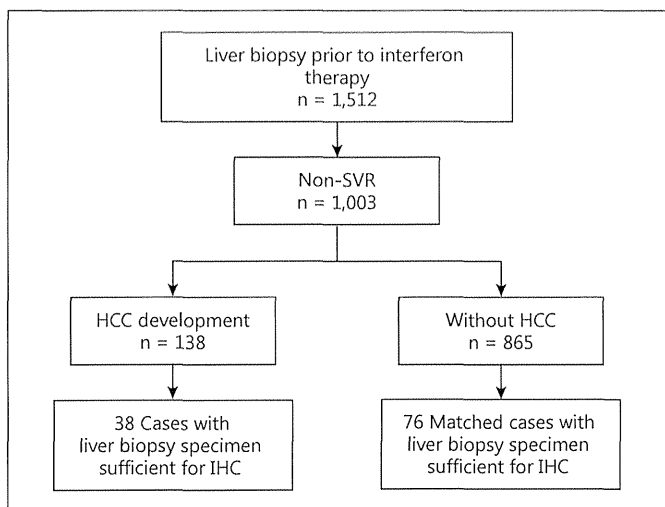 Liver biopsy prior to interferon
therapy
n = 1,512
Non-SVR
n = 1,003
HCC development
n = 138
Without HCC
n = 865
38 Cases with
liver biopsy specimen
sufficient for IHC
76 Matched cases with
liver biopsy specimen
sufficient for IHC